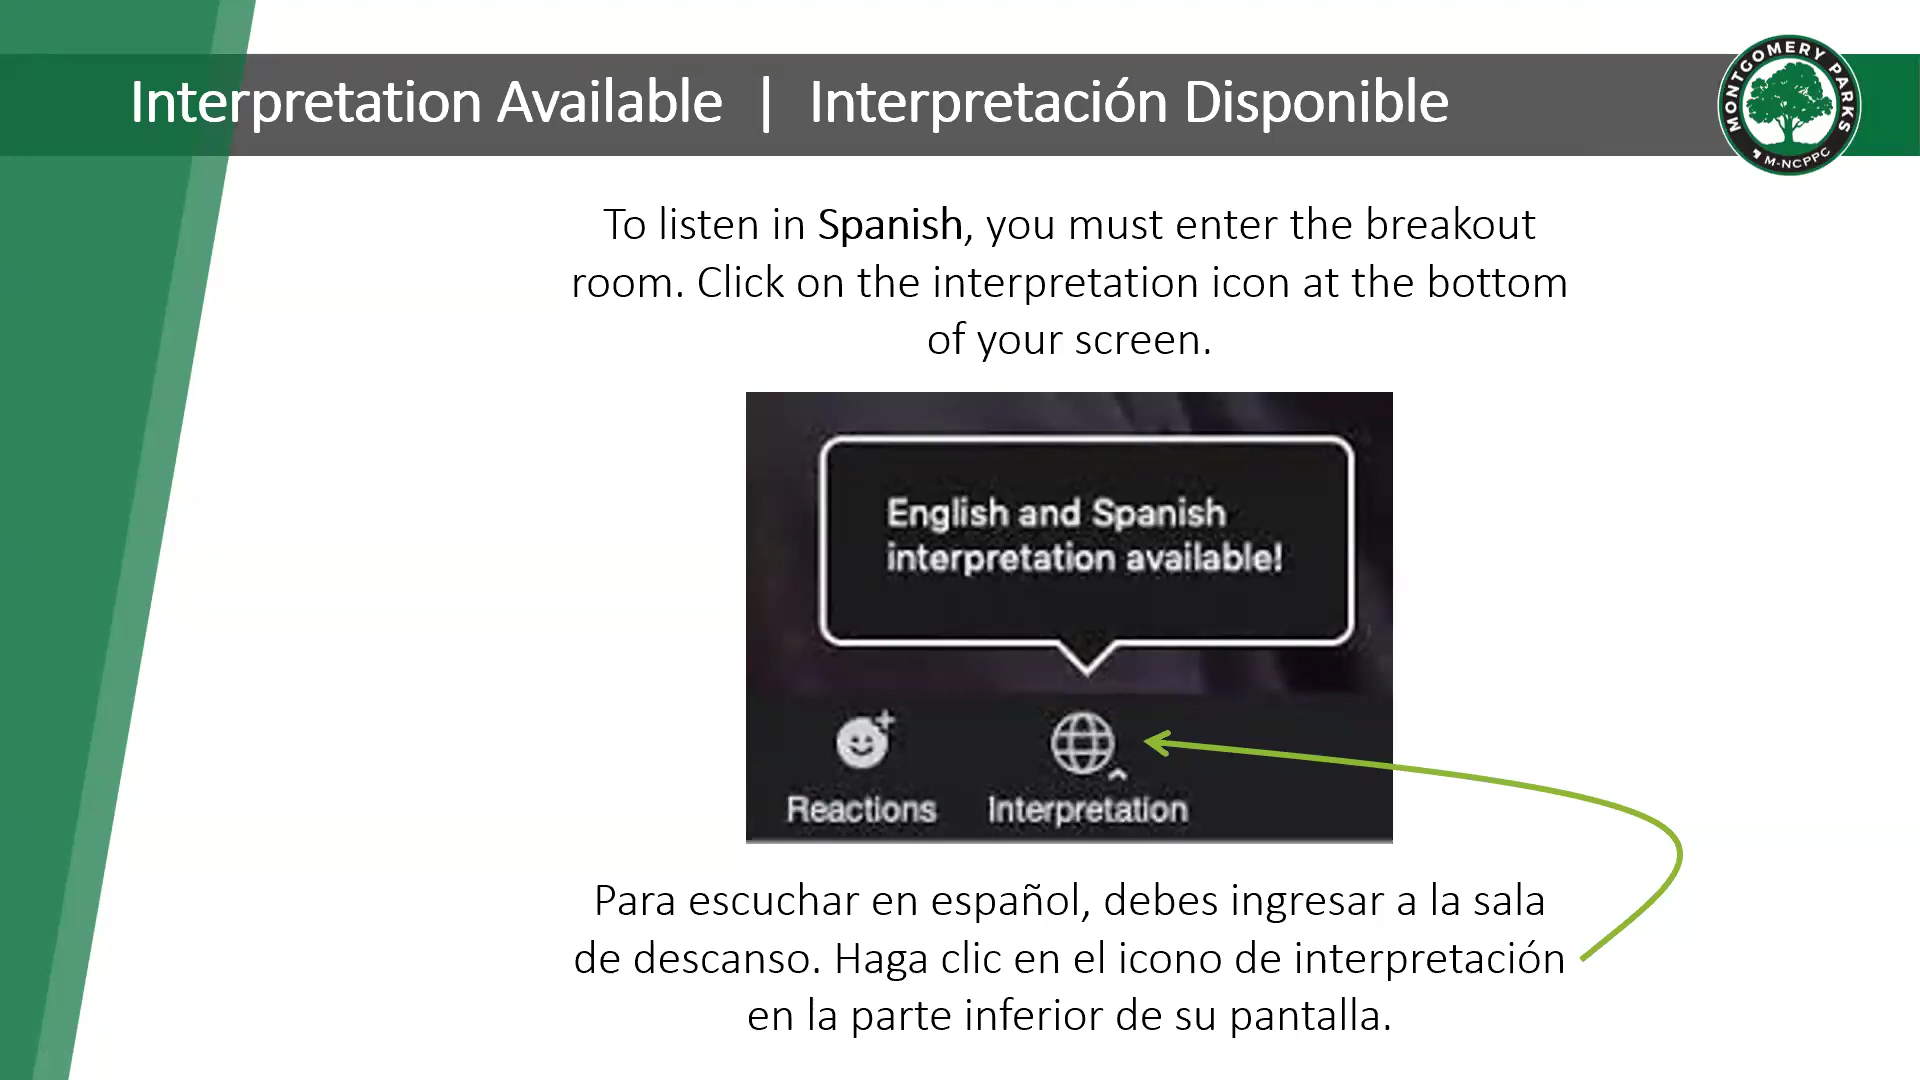 Interpretation Available | Interpretación Disponible
MONTGOMERY PARKS
M-NCPPC
To listen in Spanish, you must enter the breakout
room. Click on the interpretation icon at the bottom
of your screen.
English and Spanish
interpretation available!
Reactions
Interpretation
Para escuchar en español, debes ingresar a la sala
de descanso. Haga clic en el icono de interpretación
en la parte inferior de su pantalla.